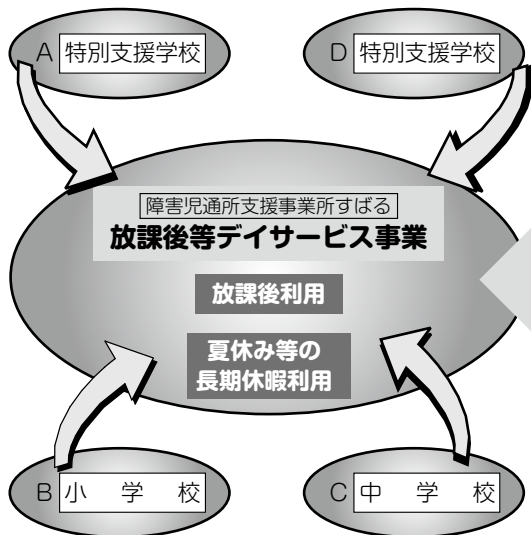 A 特別支援学校
D 特別支援学校
障害児通所支援事業所すばる
放課後等デイサービス事業
放課後利用
夏休み等の
長期休暇利用
B 小学校
C 中学校